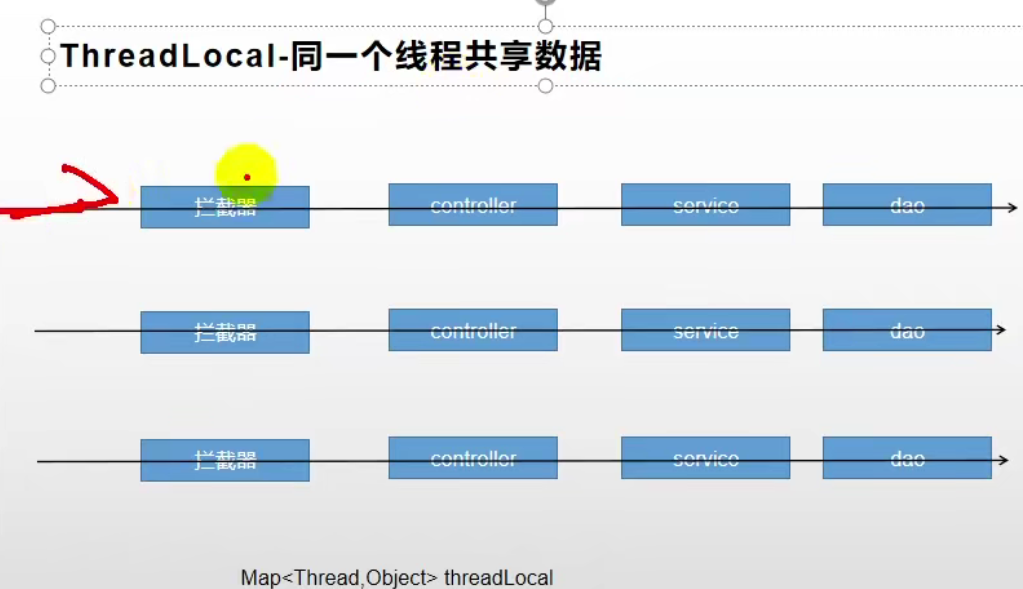 ThreadLocal-同一个线程共享数据
拦截器 controller service dao
拦截器 controller service dao
拦截器 controller service dao
Map<Thread,Object> threadLocal